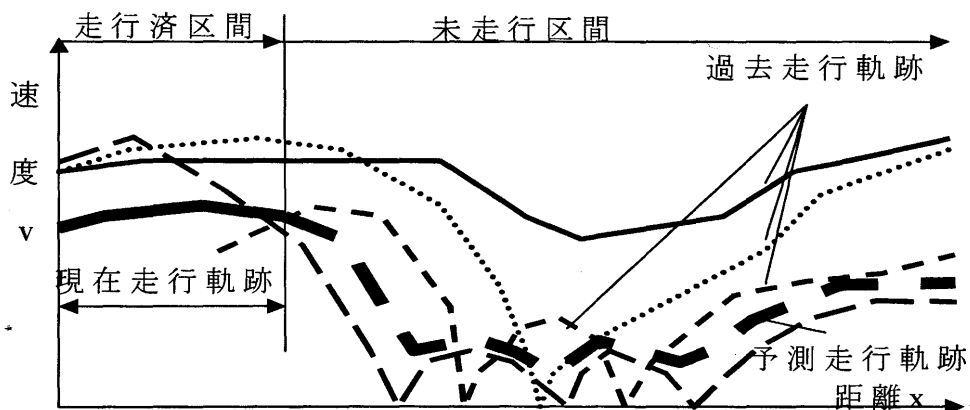 走行済区間
未走行区間
過去走行軌跡
速
度
v
現在走行軌跡
予測走行軌跡
距離x